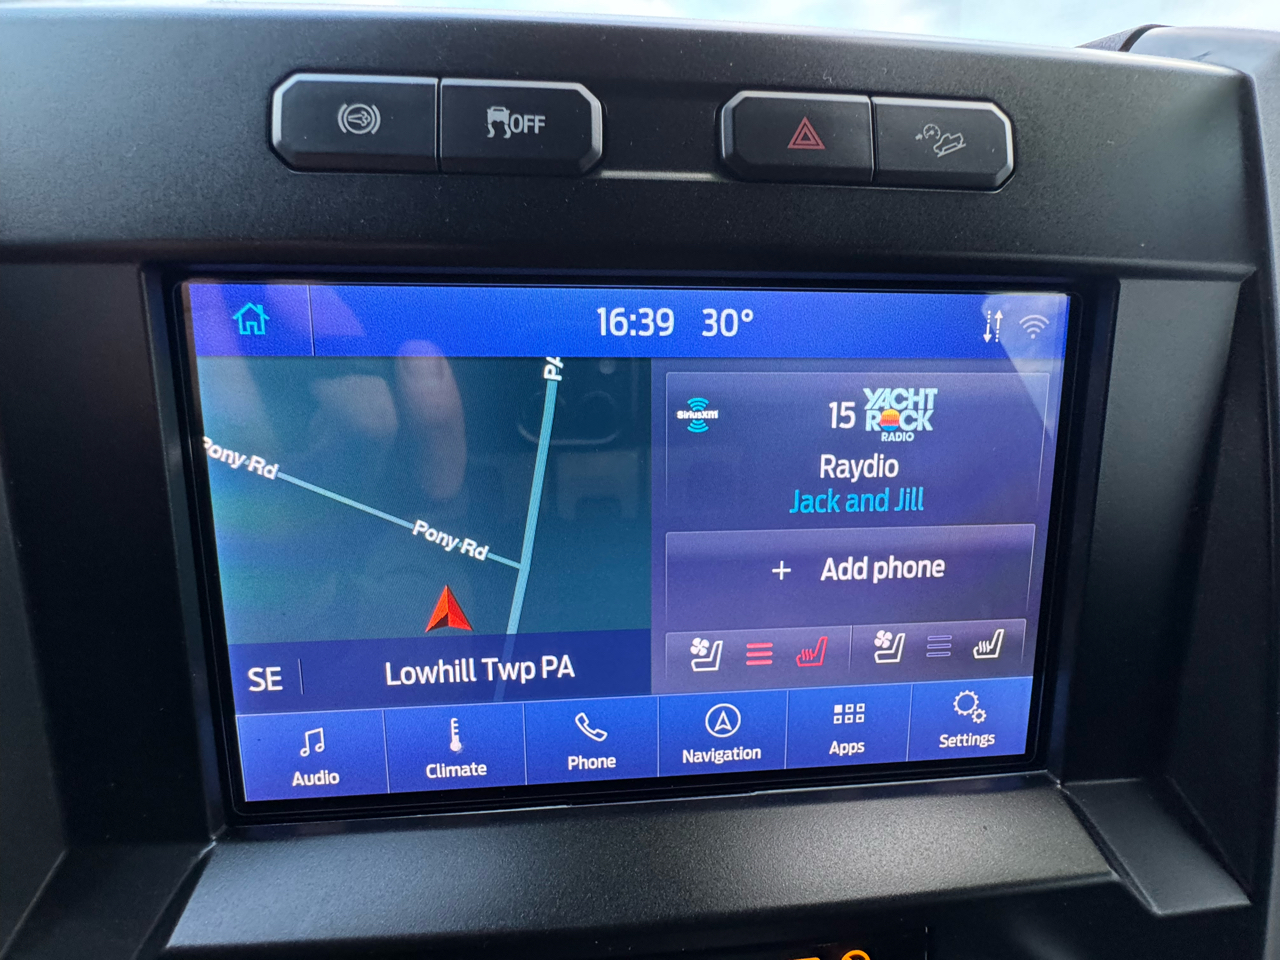 OFF
16:39 30°
PA
Pony Rd
Pony Rd
SE
Lowhill Twp PA
SiriusXM
15 YACHT
ROCK
RADIO
Raydio
Jack and Jill
+ Add phone
Audio
Climate
Phone
Navigation
Apps
Settings